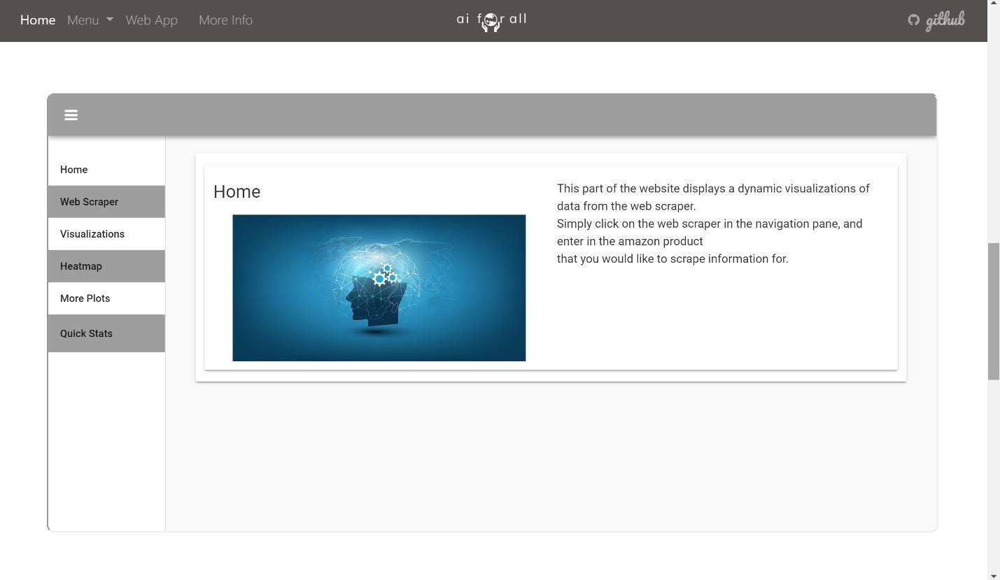 Home Menu Web App More Info ai for all github
Home
Web Scraper
Visualizations
Heatmap
More Plots
Quick Stats
Home
This part of the website displays a dynamic visualizations of
data from the web scraper.
Simply click on the web scraper in the navigation pane, and
enter in the amazon product
that you would like to scrape information for.